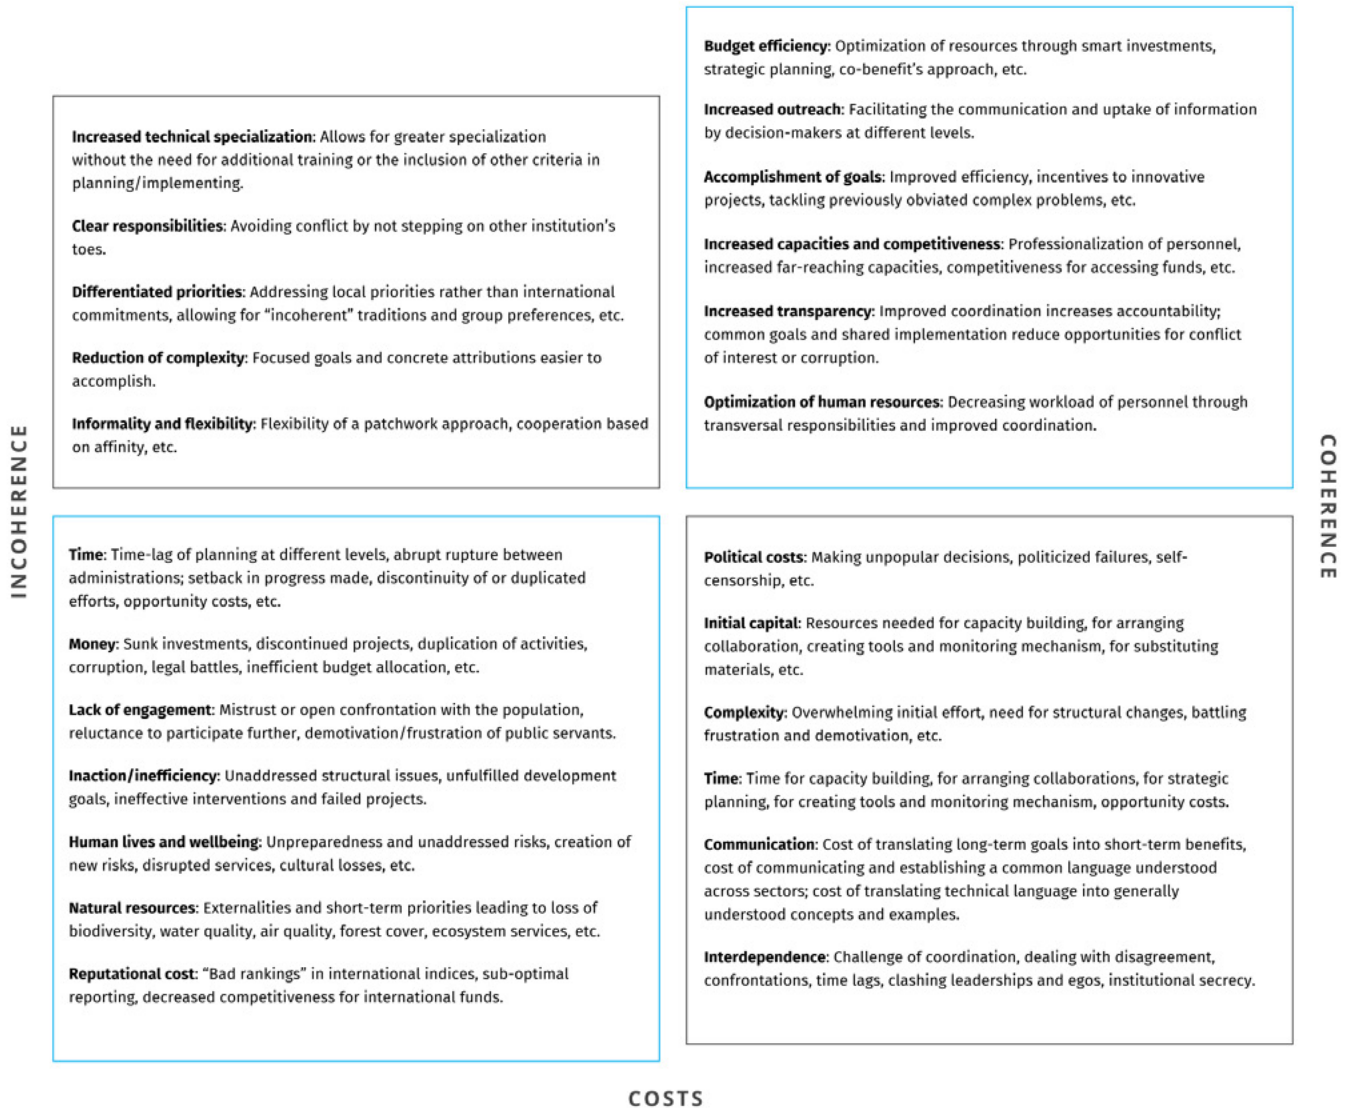 Increased technical specialization: Allows for greater specialization
without the need for additional training or the inclusion of other criteria in
planning/implementing.
Clear responsibilities: Avoiding conflict by not stepping on other institution's
toes.
Differentiated priorities: Addressing local priorities rather than international
commitments, allowing for “incoherent” traditions and group preferences, etc.
Reduction of complexity: Focused goals and concrete attributions easier to
accomplish.
Informality and flexibility: Flexibility of a patchwork approach, cooperation based
on affinity, etc.
Budget efficiency: Optimization of resources through smart investments,
strategic planning, co-benefit's approach, etc.
Increased outreach: Facilitating the communication and uptake of information
by decision-makers at different levels.
Accomplishment of goals: Improved efficiency, incentives to innovative
projects, tackling previously obviated complex problems, etc.
Increased capacities and competitiveness: Professionalization of personnel,
increased far-reaching capacities, competitiveness for accessing funds, etc.
Increased transparency: Improved coordination increases accountability;
common goals and shared implementation reduce opportunities for conflict
of interest or corruption.
Optimization of human resources: Decreasing workload of personnel through
transversal responsibilities and improved coordination.
INCOHERENCE
COHERENCE
Time: Time-lag of planning at different levels, abrupt rupture between
administrations; setback in progress made, discontinuity of or duplicated
efforts, opportunity costs, etc.
Money: Sunk investments, discontinued projects, duplication of activities,
corruption, legal battles, inefficient budget allocation, etc.
Lack of engagement: Mistrust or open confrontation with the population,
reluctance to participate further, demotivation/frustration of public servants.
Inaction/inefficiency: Unaddressed structural issues, unfulfilled development
goals, ineffective interventions and failed projects.
Human lives and wellbeing: Unpreparedness and unaddressed risks, creation of
new risks, disrupted services, cultural losses, etc.
Natural resources: Externalities and short-term priorities leading to loss of
biodiversity, water quality, air quality, forest cover, ecosystem services, etc.
Reputational cost: “Bad rankings” in international indices, sub-optimal
reporting, decreased competitiveness for international funds.
Political costs: Making unpopular decisions, politicized failures, self-
censorship, etc.
Initial capital: Resources needed for capacity building, for arranging
collaboration, creating tools and monitoring mechanism, for substituting
materials, etc.
Complexity: Overwhelming initial effort, need for structural changes, battling
frustration and demotivation, etc.
Time: Time for capacity building, for arranging collaborations, for strategic
planning, for creating tools and monitoring mechanism, opportunity costs.
Communication: Cost of translating long-term goals into short-term benefits,
cost of communicating and establishing a common language understood
across sectors; cost of translating technical language into generally
understood concepts and examples.
Interdependence: Challenge of coordination, dealing with disagreement,
confrontations, time lags, clashing leaderships and egos, institutional secrecy.
COSTS